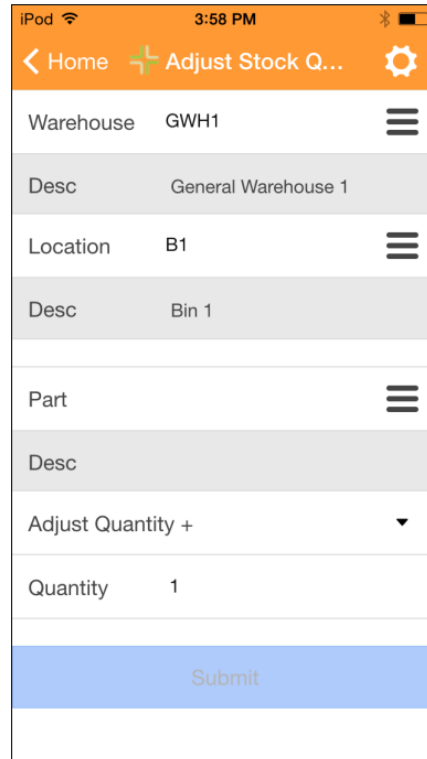 iPod 3:58 PM
Home Adjust Stock Q...
Warehouse GWH1
Desc General Warehouse 1
Location B1
Desc Bin 1
Part
Desc
Adjust Quantity +
Quantity 1
Submit